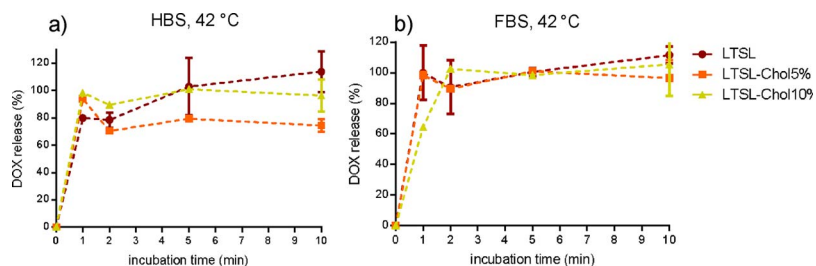 a) HBS, 42 °C
DOX release (%)
120
100
80
60
40
20
0
0 1 2 3 4 5 6 7 8 9 10
incubation time (min)
b) FBS, 42 °C
DOX release (%)
120
100
80
60
40
20
0
0 1 2 3 4 5 6 7 8 9 10
incubation time (min)
LTSL
LTSL-Chol5%
LTSL-Chol10%